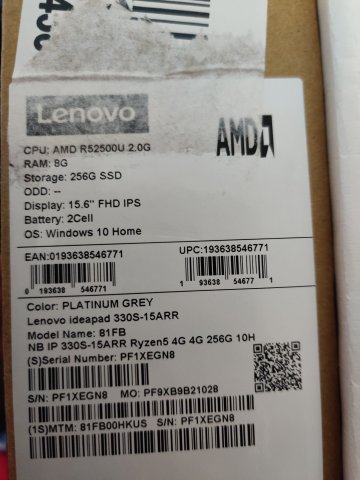 Lenovo
AMD
CPU: AMD R52500U 2.0G
RAM: 8G
Storage: 256G SSD
ODD: --
Display: 15.6" FHD IPS
Battery: 2Cell
OS: Windows 10 Home
EAN:0193638546771
UPC:193638546771
0 193638 546771
1 93638 54677 1
Color: PLATINUM GREY
Lenovo ideapad 330S-15ARR
Model Name: 81FB
NB IP 330S-15ARR Ryzen5 4G 4G 256G 10H
(S)Serial Number: PF1XEGN8
S/N: PF1XEGN8 MO: PF9XB9B21028
(1S)MTM: 81FB00HKUS S/N: PF1XEGN8